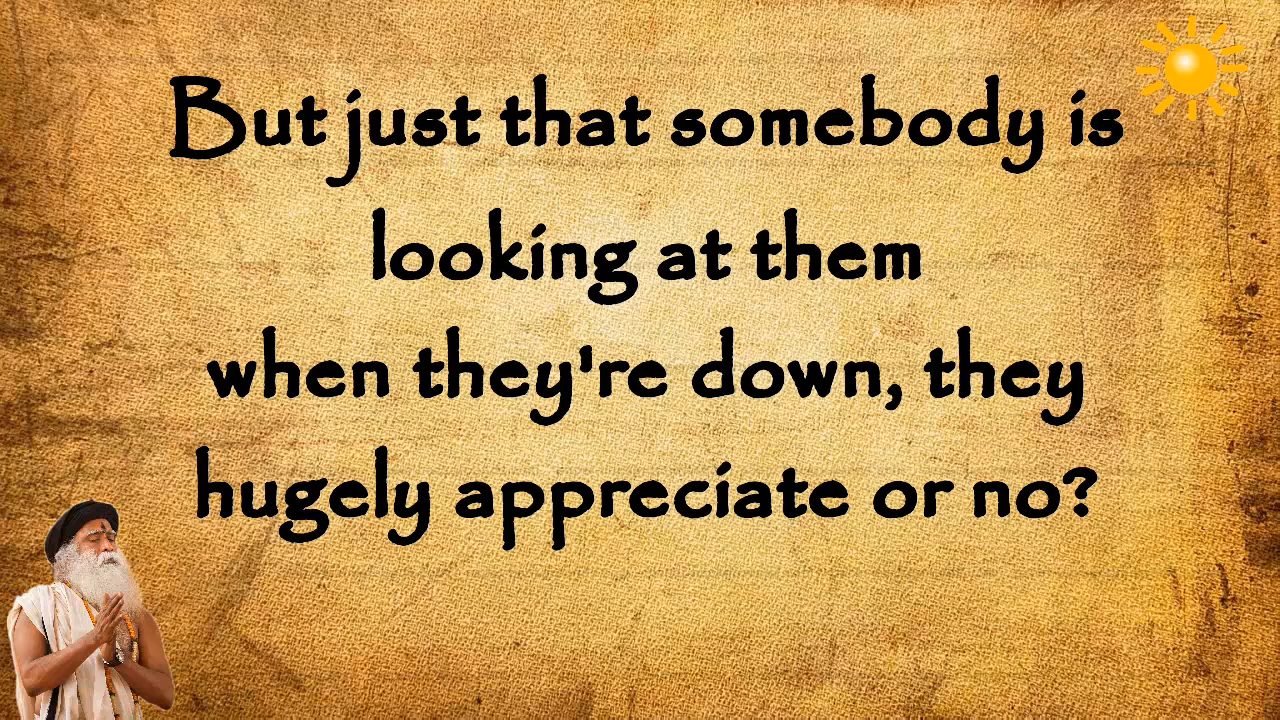 But just that somebody is
looking at them
when they're down, they
hugely appreciate or no?